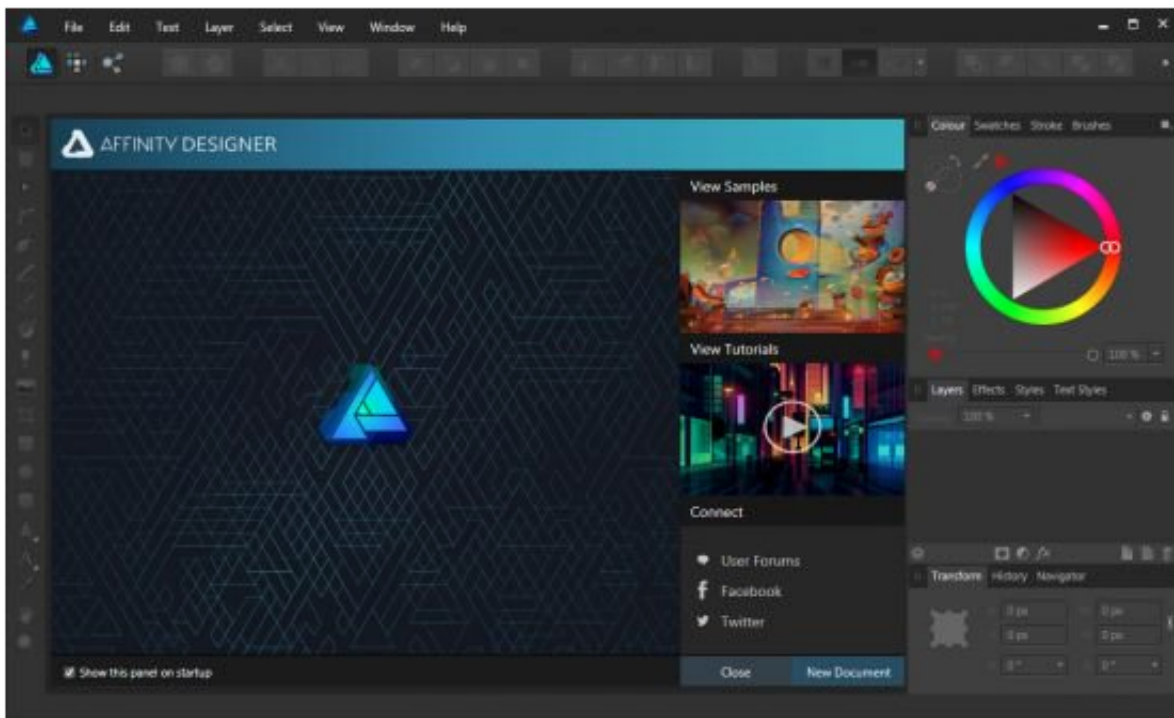 File Edit Text Layer Select View Window Help
AFFINITY DESIGNER
Colour Swatches Stroke Brushes
View Samples
View Tutorials
100 %
Layers Effects Styles Text Styles
100 %
Connect
User Forums
Facebook
Twitter
Transform History Navigator
0 px 0 px
0 px 0 px
0 ° 0 °
Show this panel on startup
Close New Document